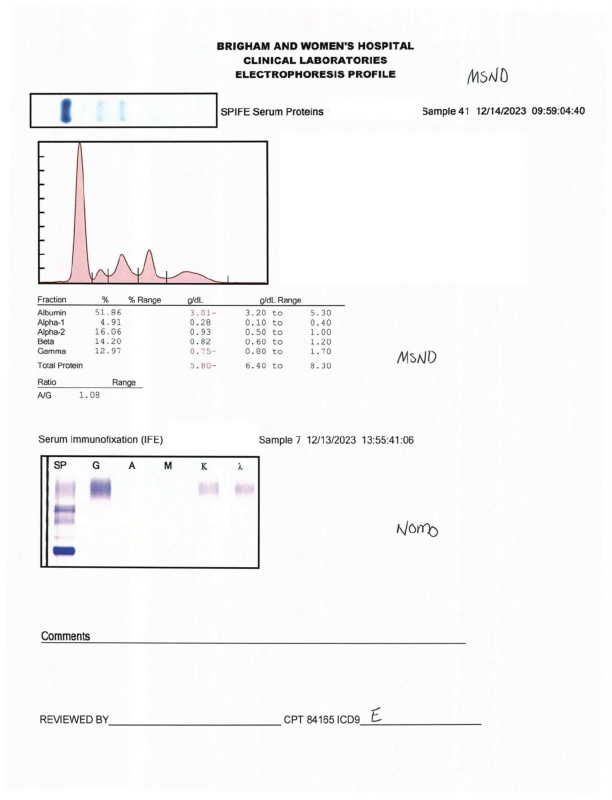 BRIGHAM AND WOMEN'S HOSPITAL
CLINICAL LABORATORIES
ELECTROPHORESIS PROFILE
MSND
SPIFE Serum Proteins Sample 41 12/14/2023 09:59:04:40
Fraction % % Range g/dL g/dL Range
Albumin 51.86 3.01- 3.20 to 5.30
Alpha-1 4.91 0.28 0.10 to 0.40
Alpha-2 16.06 0.93 0.50 to 1.00
Beta 14.20 0.82 0.60 to 1.20
Gamma 12.97 0.75- 0.80 to 1.70
MSND
Total Protein 5.80- 6.40 to 8.30
Ratio Range
A/G 1.08
Serum Immunofixation (IFE) Sample 7 12/13/2023 13:55:41:06
SP G A M K λ
NOMO
Comments
REVIEWED BY CPT 84165 ICD9 E